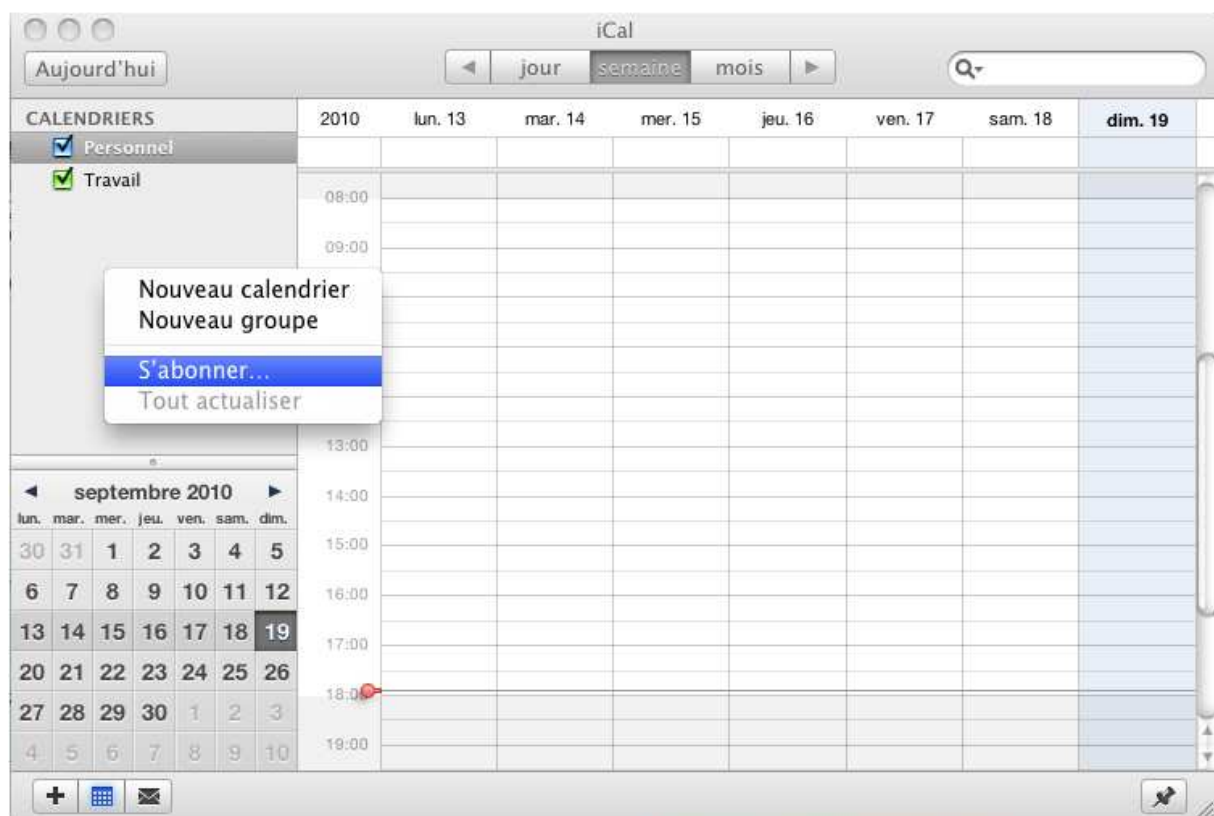 iCal
Aujourd'hui
jour semaine mois
CALENDRIERS
Personnel
Travail
2010 lun. 13 mar. 14 mer. 15 jeu. 16 ven. 17 sam. 18 dim. 19
08:00
09:00
Nouveau calendrier
Nouveau groupe
S'abonner...
Tout actualiser
13:00
14:00
15:00
16:00
17:00
18:00
19:00
septembre 2010
lun. mar. mer. jeu. ven. sam. dim.
30 31 1 2 3 4 5
6 7 8 9 10 11 12
13 14 15 16 17 18 19
20 21 22 23 24 25 26
27 28 29 30 1 2 3
4 5 6 7 8 9 10